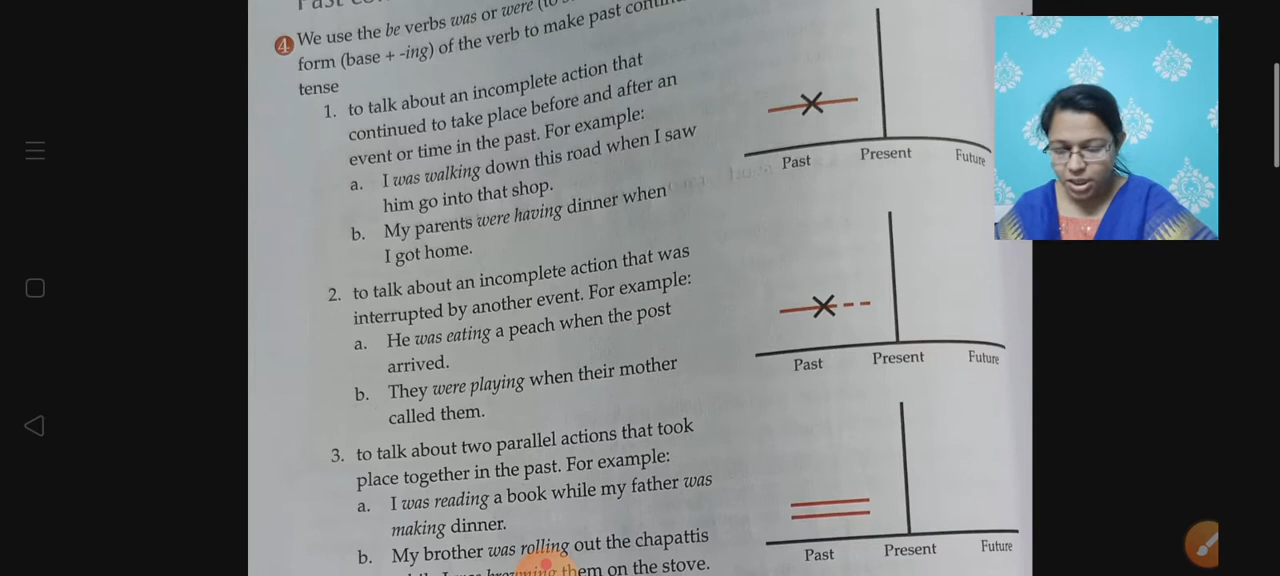 4 We use the be verbs was or were
form (base + -ing) of the verb to make past
tense
1. to talk about an incomplete action that
continued to take place before and after an
event or time in the past. For example:
a. I was walking down this road when I saw
him go into that shop.
b. My parents were having dinner when
I got home.
2. to talk about an incomplete action that was
interrupted by another event. For example:
a. He was eating a peach when the post
arrived.
b. They were playing when their mother
called them.
3. to talk about two parallel actions that took
place together in the past. For example:
a. I was reading a book while my father was
making dinner.
b. My brother was rolling out the chapattis
them on the stove.
Past Present Future
Past Present Future
Past Present Future